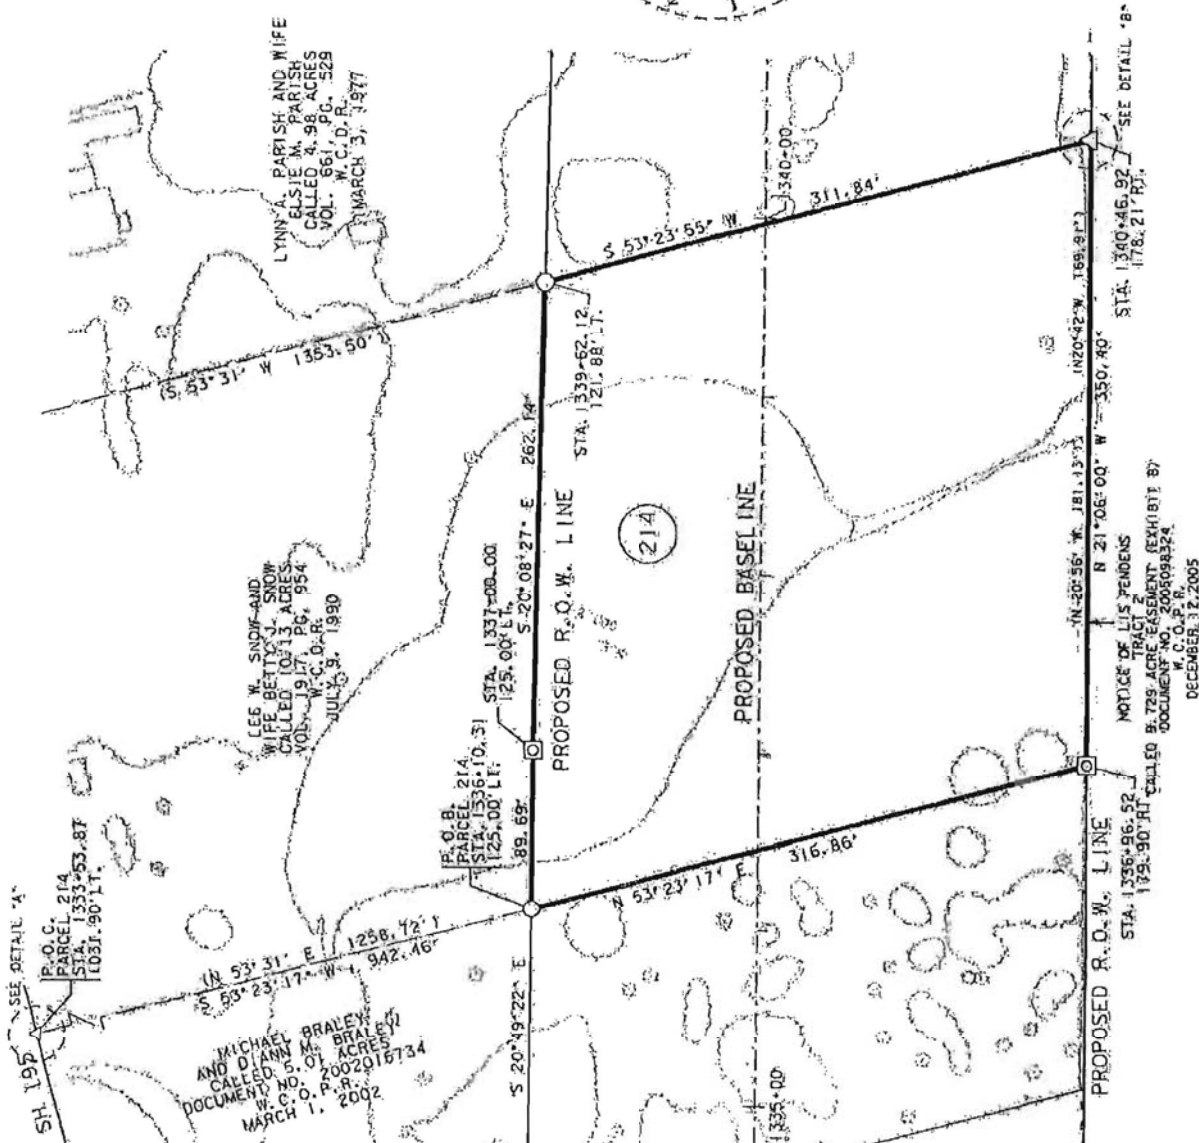 SEE DETAIL "A"
SH 195
P.O.C.
PARCEL 214
STA. 1333+53.87
1031.90' LT.
LYNN A. PARISH AND WIFE
ELSIE M. PARISH
CALLED 4.98 ACRES
VOL. 661, PG. 529
W.C.D.R.
MARCH 3, 1977
(S 53°31' W 1353.50')
LEE W. SNOW AND
WIFE BETTY J. SNOW
CALLED 10.13 ACRES
VOL. 1917, PG. 954
W.C.D.R.
JULY 9, 1990
(N 53°31' E 1258.72')
S 53°23'17" W 942.46'
MICHAEL BRALEY
AND DIANN M. BRALEY
CALLED 5.01 ACRES
DOCUMENT NO. 2002016734
W.C.O.P.R.
MARCH 1, 2002
P.O.B.
PARCEL 214
STA. 1336+10.31
125.00' LT.
STA. 1337+00.00
125.00' LT.
S 20°49'22" E
89.69'
S 20°08'27" E 262.14'
PROPOSED R.O.W. LINE
STA. 1339+62.12
121.88' LT.
S 53°23'55" W 311.84'
214
1335+00
PROPOSED BASELINE
1340+00
N 53°23'17" E 316.86'
(N 20°56' W 181.43')
(N20°42'W 169.91')
N 21°06'00" W 350.40'
SEE DETAIL "B"
STA. 1340+46.92
178.21' RT.
PROPOSED R.O.W. LINE
STA. 1336+96.52
179.90' RT.
NOTICE OF LIS PENDENS
TRACT 2
CALLED 9.729 ACRE EASEMENT (EXHIBIT B)
DOCUMENT NO. 2005098324
W.C.O.P.R.
DECEMBER 12, 2005